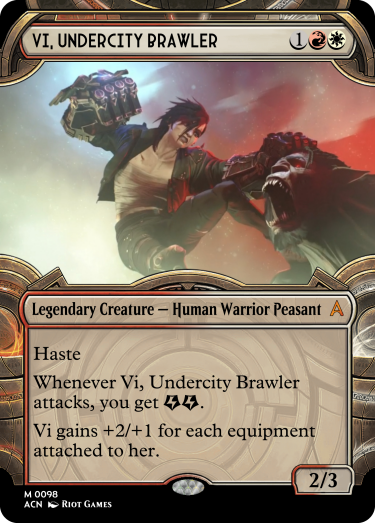 VI, UNDERCITY BRAWLER 1
Legendary Creature — Human Warrior Peasant
Haste
Whenever Vi, Undercity Brawler
attacks, you get .
Vi gains +2/+1 for each equipment
attached to her.
2/3
M 0098
ACN Riot Games